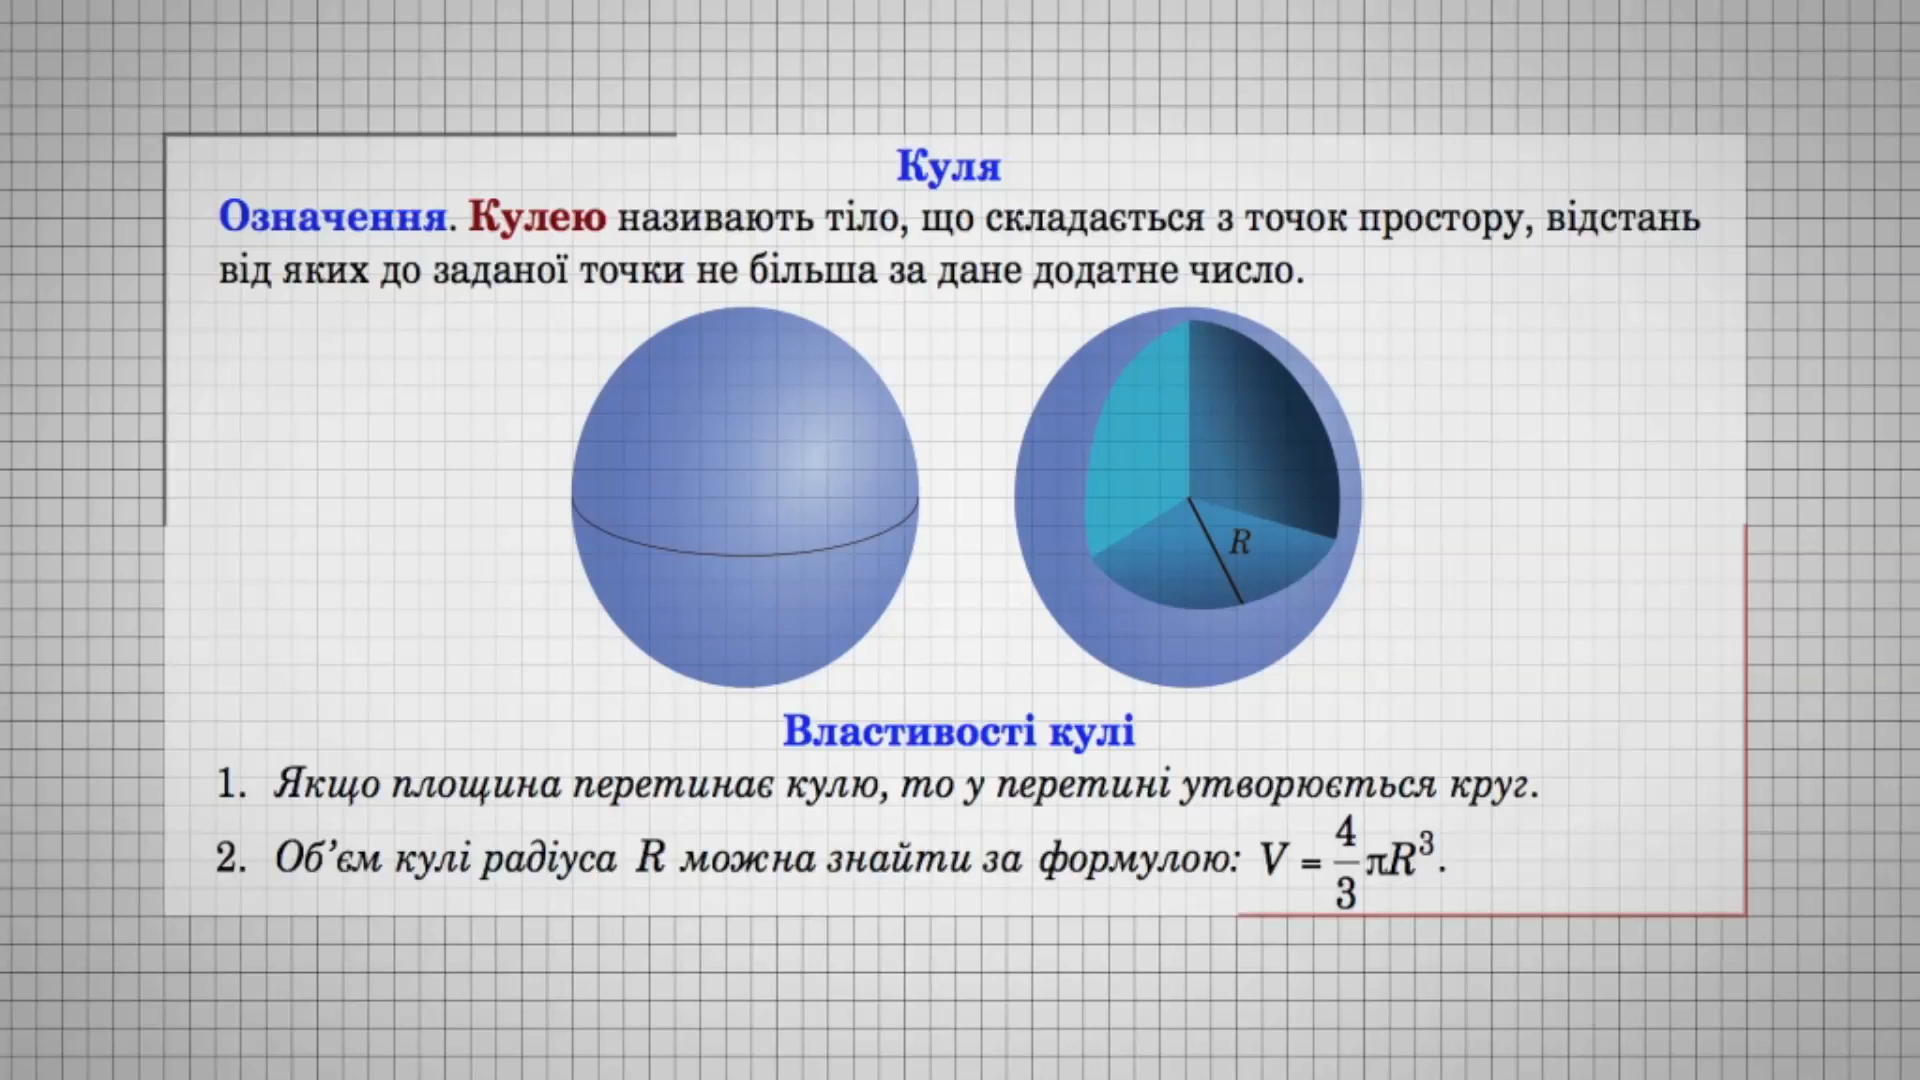 Куля
Означення. Кулею називають тіло, що складається з точок простору, відстань
від яких до заданої точки не більша за дане додатне число.
R
Властивості кулі
1. Якщо площина перетинає кулю, то у перетині утворюється круг.
2. Об’єм кулі радіуса R можна знайти за формулою: V = 4/3 πR³.